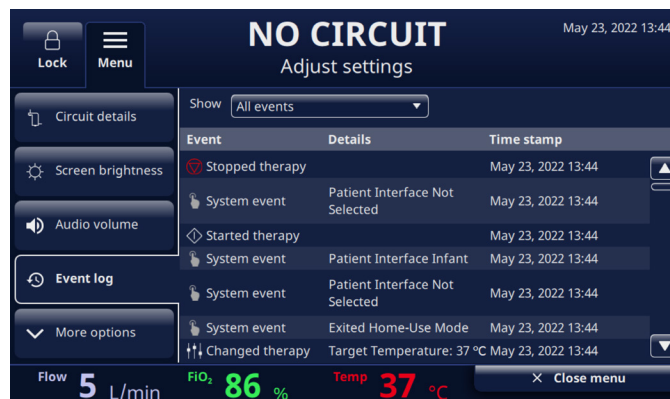 NO CIRCUIT
May 23, 2022 13:44
Adjust settings
Lock
Menu
Circuit details
Screen brightness
Audio volume
Event log
More options
Show All events
Event Details Time stamp
Stopped therapy May 23, 2022 13:44
System event Patient Interface Not
Selected May 23, 2022 13:44
Started therapy May 23, 2022 13:44
System event Patient Interface Infant May 23, 2022 13:44
System event Patient Interface Not
Selected May 23, 2022 13:44
System event Exited Home-Use Mode May 23, 2022 13:44
Changed therapy Target Temperature: 37 °C May 23, 2022 13:44
Flow 5 L/min
FiO₂ 86 %
Temp 37 °C
× Close menu